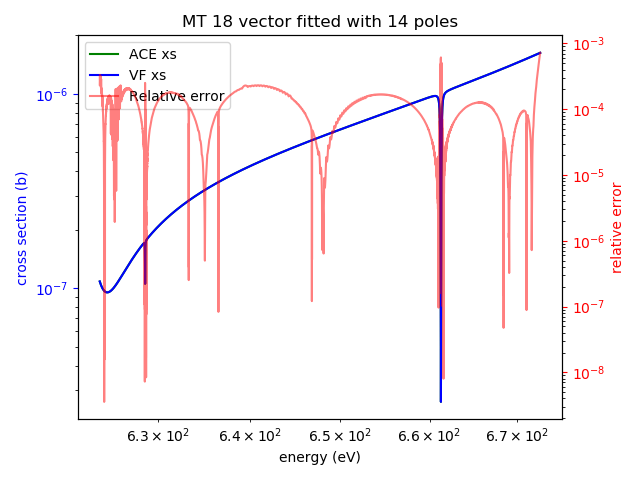 MT 18 vector fitted with 14 poles
ACE xs
VF xs
Relative error
cross section (b)
10⁻⁶
10⁻⁷
10⁻³
10⁻⁴
10⁻⁵
10⁻⁶
10⁻⁷
10⁻⁸
relative error
6.3 × 10² 6.4 × 10² 6.5 × 10² 6.6 × 10² 6.7 × 10²
energy (eV)